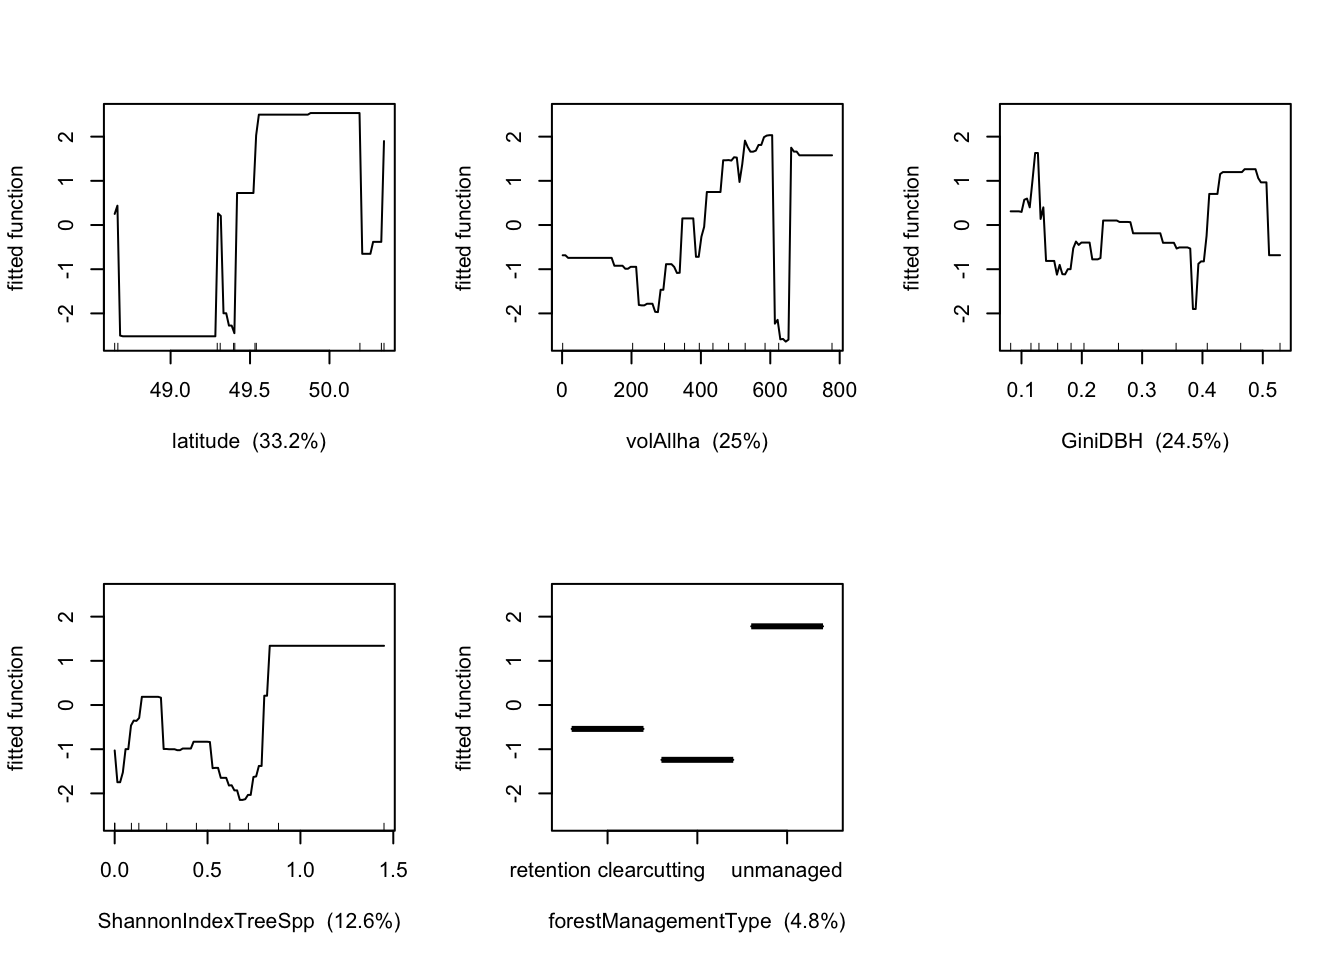 fitted function
2
1
0
-1
-2
49.0 49.5 50.0
latitude (33.2%)
fitted function
2
1
0
-1
-2
0 200 400 600 800
volAllha (25%)
fitted function
2
1
0
-1
-2
0.1 0.2 0.3 0.4 0.5
GiniDBH (24.5%)
fitted function
2
1
0
-1
-2
0.0 0.5 1.0 1.5
ShannonIndexTreeSpp (12.6%)
fitted function
2
1
0
-1
-2
retention clearcutting unmanaged
forestManagementType (4.8%)